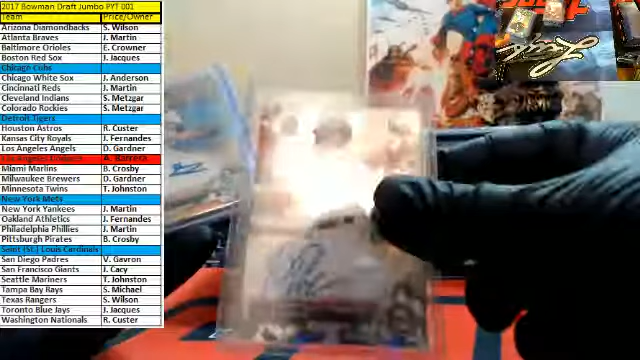 2017 Bowman Draft Jumbo PYT 001
Team Price/Owner
Arizona Diamondbacks S. Wilson
Atlanta Braves J. Martin
Baltimore Orioles E. Crowner
Boston Red Sox J. Jacques
Chicago Cubs
Chicago White Sox J. Anderson
Cincinnati Reds J. Martin
Cleveland Indians S. Metzgar
Colorado Rockies S. Metzgar
Detroit Tigers
Houston Astros R. Custer
Kansas City Royals J. Fernandes
Los Angeles Angels D. Gardner
Los Angeles Dodgers A. Barrera
Miami Marlins B. Crosby
Milwaukee Brewers D. Gardner
Minnesota Twins T. Johnston
New York Mets
New York Yankees J. Martin
Oakland Athletics J. Fernandes
Philadelphia Phillies J. Martin
Pittsburgh Pirates B. Crosby
Saint (St.) Louis Cardinals
San Diego Padres V. Gavron
San Francisco Giants J. Cacy
Seattle Mariners T. Johnston
Tampa Bay Rays S. Michael
Texas Rangers S. Wilson
Toronto Blue Jays J. Jacques
Washington Nationals R. Custer